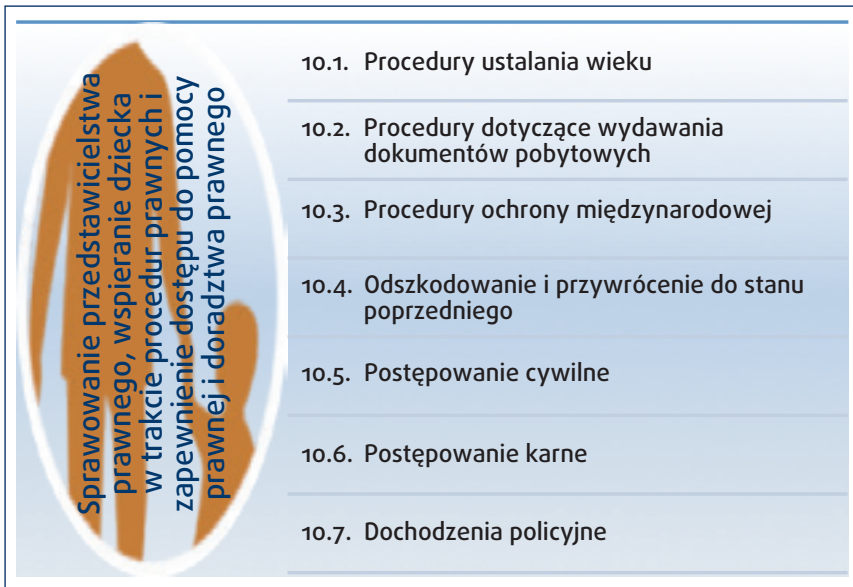 Sprawowanie przedstawicielstwa
prawnego, wspieranie dziecka
w trakcie procedur prawnych i
zapewnienie dostępu do pomocy
prawnej i doradztwa prawnego
10.1. Procedury ustalania wieku
10.2. Procedury dotyczące wydawania
dokumentów pobytowych
10.3. Procedury ochrony międzynarodowej
10.4. Odszkodowanie i przywrócenie do stanu
poprzedniego
10.5. Postępowanie cywilne
10.6. Postępowanie karne
10.7. Dochodzenia policyjne